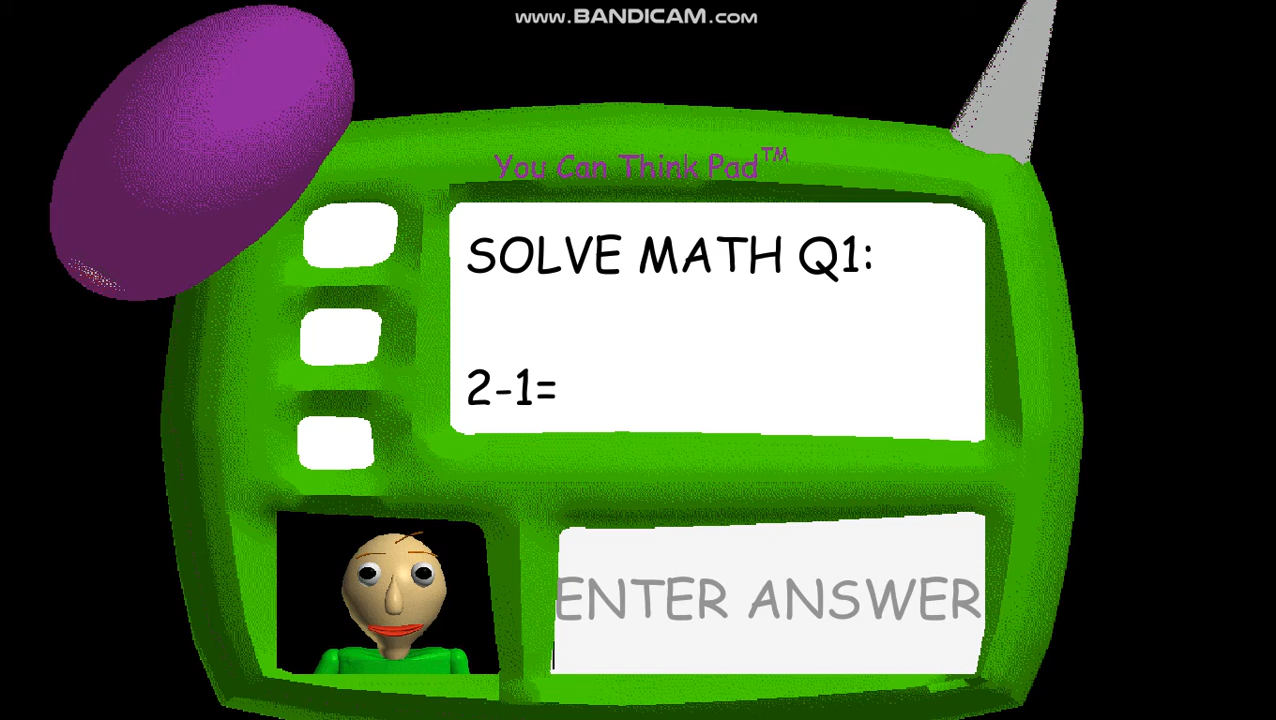 www.BANDICAM.com
You Can Think Pad™
SOLVE MATH Q1:
2-1=
ENTER ANSWER